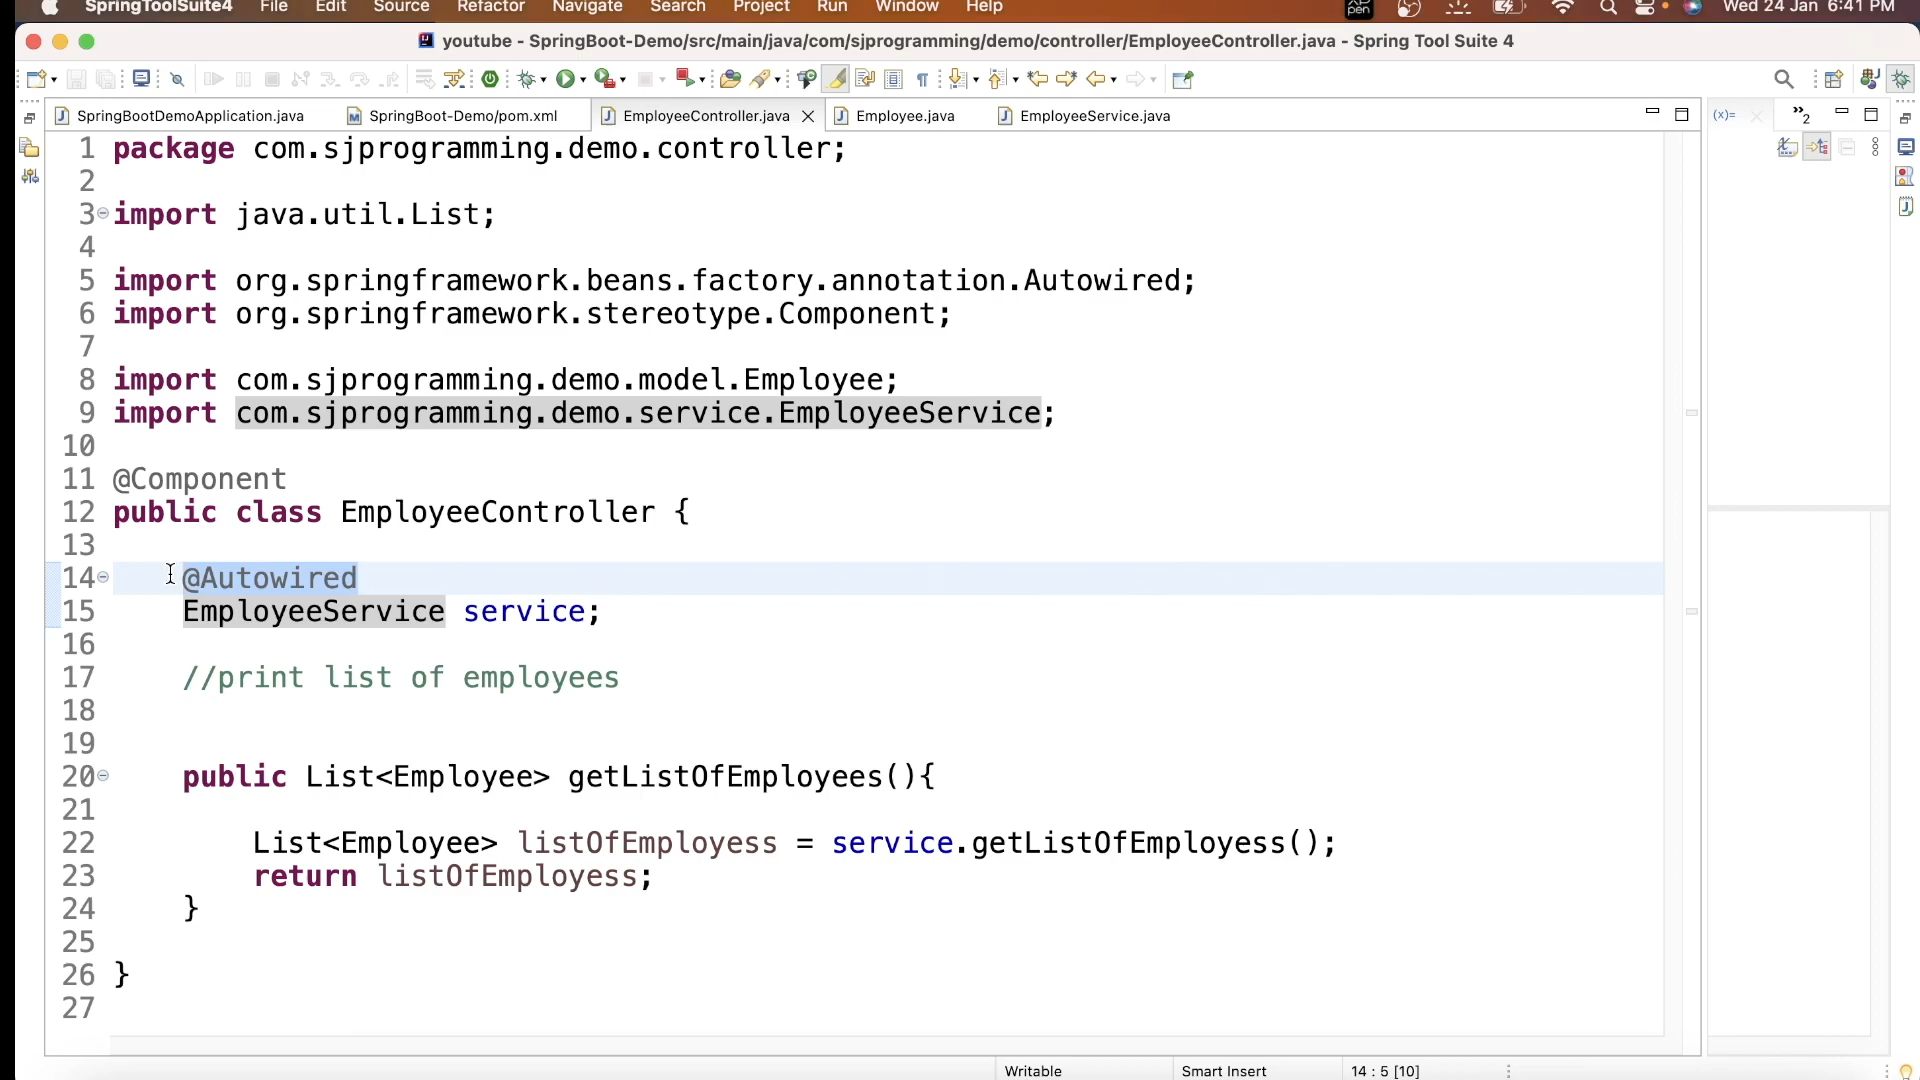 SpringToolSuite4 File Edit Source Refactor Navigate Search Project Run Window Help pen Wed 24 Jan 6:41 PM
youtube - SpringBoot-Demo/src/main/java/com/sjprogramming/demo/controller/EmployeeController.java - Spring Tool Suite 4
SpringBootDemoApplication.java SpringBoot-Demo/pom.xml EmployeeController.java Employee.java EmployeeService.java (x)= »2
1 package com.sjprogramming.demo.controller;
2
3 import java.util.List;
4
5 import org.springframework.beans.factory.annotation.Autowired;
6 import org.springframework.stereotype.Component;
7
8 import com.sjprogramming.demo.model.Employee;
9 import com.sjprogramming.demo.service.EmployeeService;
10
11 @Component
12 public class EmployeeController {
13
14 @Autowired
15 EmployeeService service;
16
17 //print list of employees
18
19
20 public List<Employee> getListOfEmployees(){
21
22 List<Employee> listOfEmployess = service.getListOfEmployess();
23 return listOfEmployess;
24 }
25
26 }
27
Writable Smart Insert 14 : 5 [10]